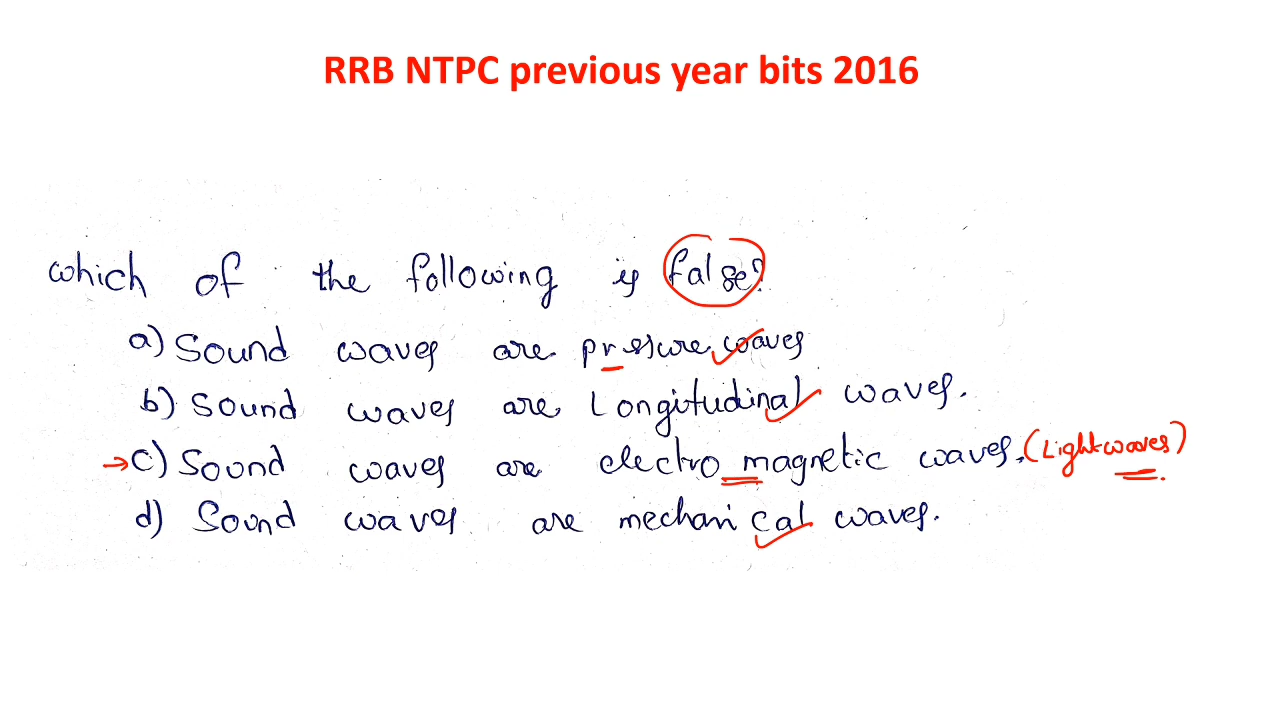 RRB NTPC previous year bits 2016
which of the following is false?
a) Sound waves are pressure waves
b) Sound waves are Longitudinal waves.
→ c) Sound waves are electro magnetic waves. (Light waves)
d) Sound waves are mechanical waves.